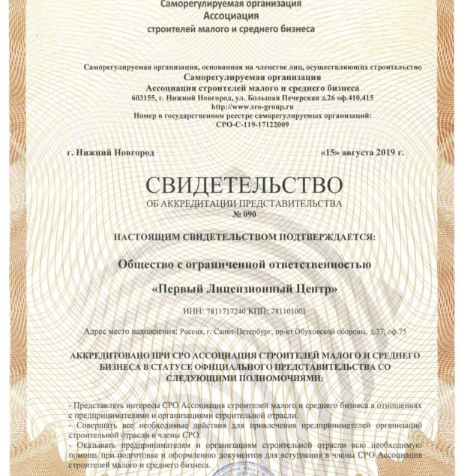 Саморегулируемая организация
Ассоциация
строителей малого и среднего бизнеса
Саморегулируемая организация, основанная на членстве лиц, осуществляющих строительство
Саморегулируемая организация
Ассоциация строителей малого и среднего бизнеса
603155, г. Нижний Новгород, ул. Большая Печерская д.26 оф.410,415
http://www.sro-group.ru
Номер в государственном реестре саморегулируемых организаций:
СРО-С-119-17122009
г. Нижний Новгород «15» августа 2019 г.
СВИДЕТЕЛЬСТВО
ОБ АККРЕДИТАЦИИ ПРЕДСТАВИТЕЛЬСТВА
№ 090
НАСТОЯЩИМ СВИДЕТЕЛЬСТВОМ ПОДТВЕРЖДАЕТСЯ:
Общество с ограниченной ответственностью
«Первый Лицензионный Центр»
ИНН: 7811717240 КПП: 781101001
Адрес место нахождения: Россия, г. Санкт-Петербург, пр-кт Обуховской обороны, д.37, оф.75
АККРЕДИТОВАНО ПРИ СРО АССОЦИАЦИЯ СТРОИТЕЛЕЙ МАЛОГО И СРЕДНЕГО
БИЗНЕСА В СТАТУСЕ ОФИЦИАЛЬНОГО ПРЕДСТАВИТЕЛЬСТВА СО
СЛЕДУЮЩИМИ ПОЛНОМОЧИЯМИ:
- Представлять интересы СРО Ассоциация строителей малого и среднего бизнеса в отношениях
с предпринимателями и организациями строительной отрасли.
- Совершать все необходимые действия для привлечения предпринимателей организаций
строительной отрасли в члены СРО.
- Оказывать предпринимателям и организациям строительной отрасли всю необходимую
помощь при подготовке и оформлению документов для вступления в члены СРО Ассоциация
строителей малого и среднего бизнеса.